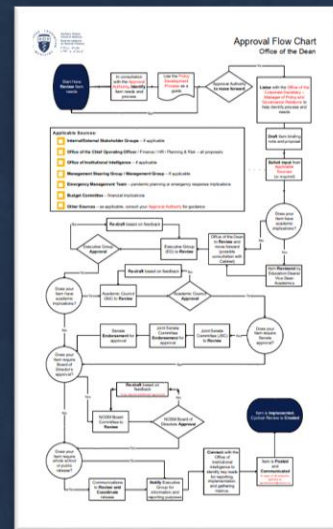 Approval Flow Chart
Office of the Dean
Start Here:
Review item
needs
In consultation
with the Approval
Authority, Identify
item needs and
process
Use the Policy
Development
Process as a
guide
Approval Authority
to move forward
Yes
Liaise with the Office of the
Corporate Secretary –
Manager of Policy and
Governance Relations to
help identify process and
needs
Applicable Sources:
Internal/External Stakeholder Groups – if applicable
Office of the Chief Operating Officer / Finance / HR / Planning & Risk – all proposals
Office of Institutional Intelligence – if applicable
Management Steering Group / Management Group – if applicable
Emergency Management Team – pandemic planning or emergency response implications
Budget Committee – financial implications
Other Sources – as applicable, consult your Approval Authority for guidance
Draft item briefing
note and proposal
Solicit input from
Applicable
Sources
(as required)
Does your
item have
academic
implications?
Re-draft based on feedback
Executive Group
Approval
Executive Group
(EG) to Review
Office of the Dean
to Review and
move forward
(possible
consultation with
Cabinet)
Item Reviewed by
Education Dean/
Vice Dean
Academics
Re-draft based on feedback
Does your
item have
academic
implications?
Academic Council
(AC) to Review
Academic Council
Approval
Does your
item require
Senate
approval?
Senate
Endorsement for
approval
Joint Senate
Committee
Endorsement for
approval
Joint Senate
Committee (JSC)
to Review
Does your
item require
Board of
Directors
approval?
Re-draft based on
feedback
NOSM Board
Committee to
Review
NOSM Board of
Directors Approval
Does your
item require
whole school
or public
release?
Communications
to Review and
Coordinate
release
Notify Executive
Group for
information and
reporting purposes
Connect with the
Office of
Institutional
Intelligence to
identify key needs
for reporting,
implementation,
and gathering
metrics
Item is Posted
and
Communicated
Item is Implemented,
Cyclical Review is Enacted